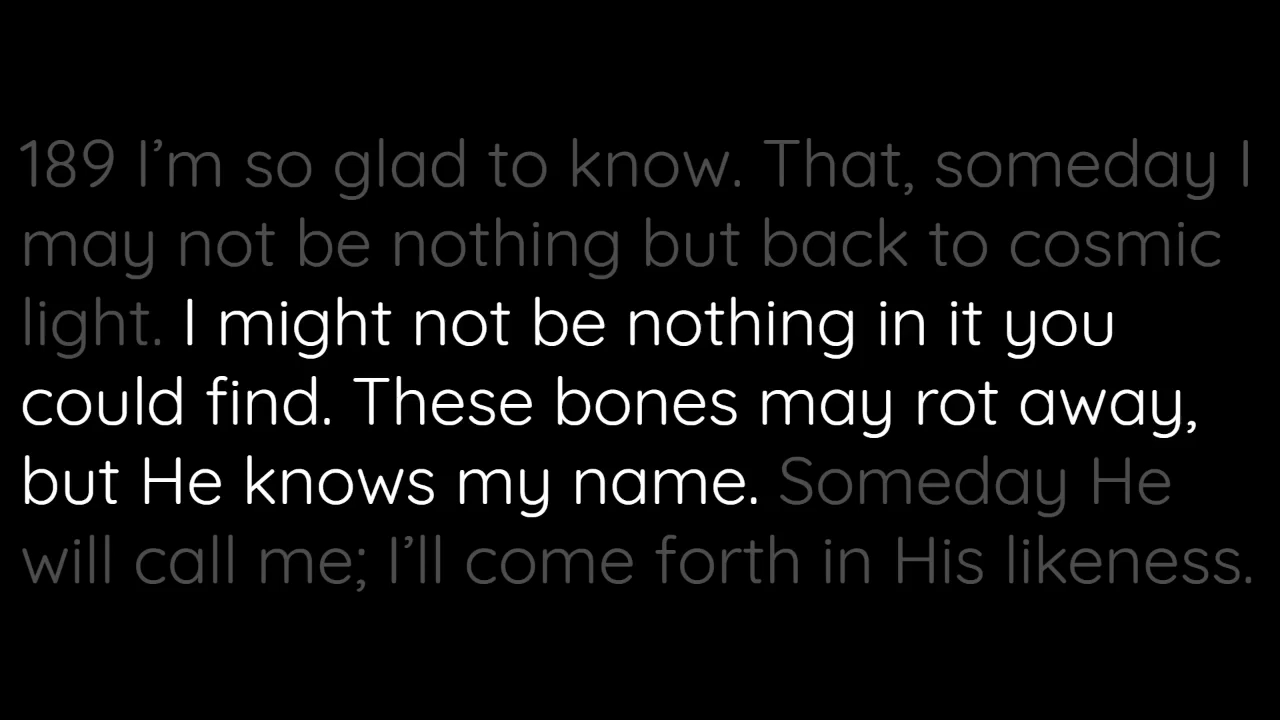 189 I’m so glad to know. That, someday I
may not be nothing but back to cosmic
light. I might not be nothing in it you
could find. These bones may rot away,
but He knows my name. Someday He
will call me; I’ll come forth in His likeness.